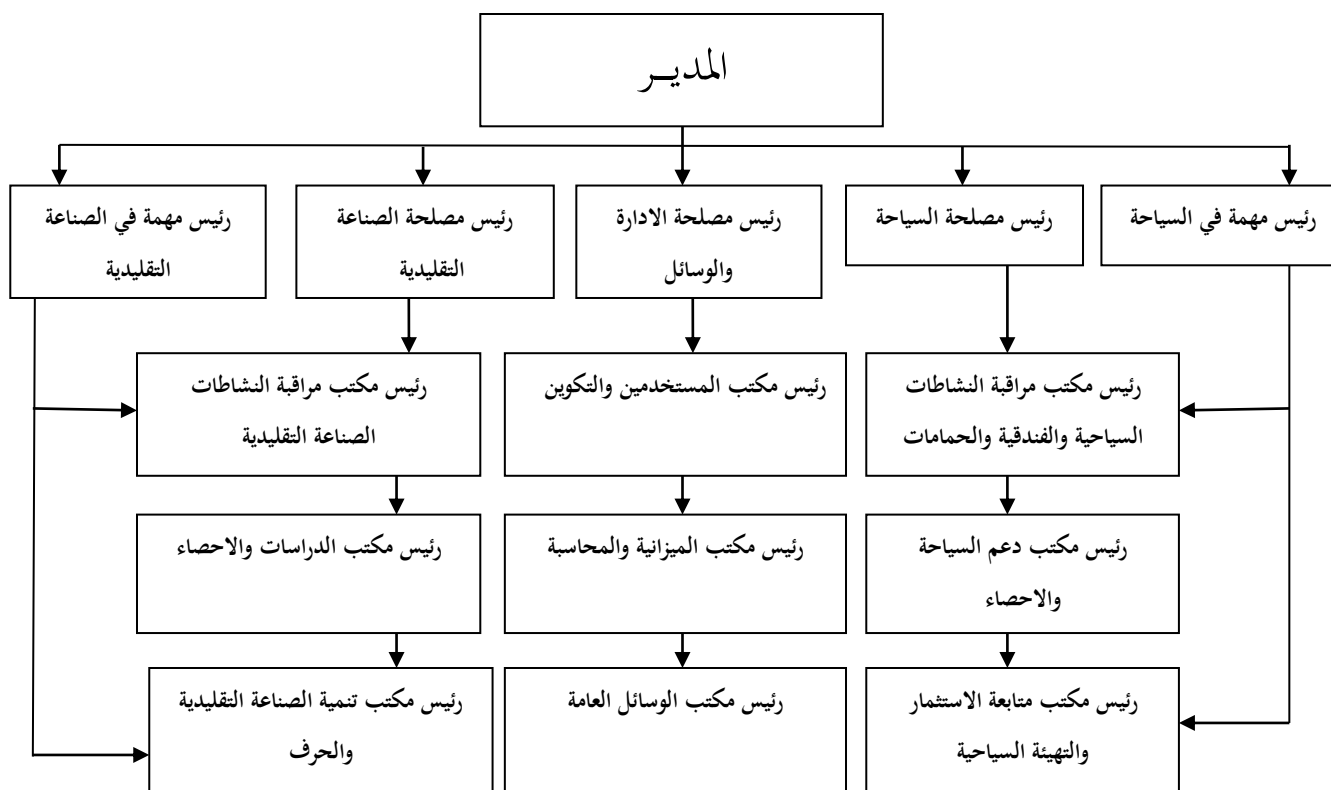 المديـر
رئيس مهمة في السياحة
رئيس مصلحة السياحة
رئيس مصلحة الادارة
والوسائل
رئيس مصلحة الصناعة
التقليدية
رئيس مهمة في الصناعة
التقليدية
رئيس مكتب مراقبة النشاطات
السياحية والفندقية والحمامات
رئيس مكتب المستخدمين والتكوين
رئيس مكتب مراقبة النشاطات
الصناعة التقليدية
رئيس مكتب دعم السياحة
والاحصاء
رئيس مكتب الميزانية والمحاسبة
رئيس مكتب الدراسات والاحصاء
رئيس مكتب متابعة الاستثمار
والتهيئة السياحية
رئيس مكتب الوسائل العامة
رئيس مكتب تنمية الصناعة التقليدية
والحرف